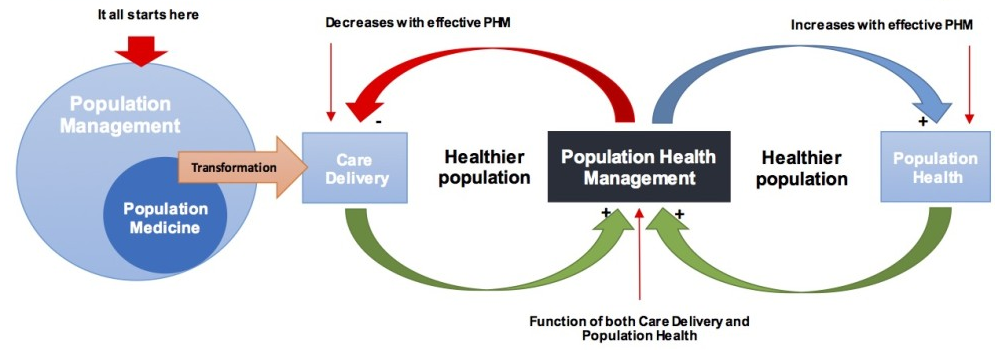 It all starts here
Decreases with effective PHM
Increases with effective PHM
Population
Management
-
+
Transformation
Care
Delivery
Healthier
population
Population Health
Management
Healthier
population
Population
Health
Population
Medicine
+
+
Function of both Care Delivery and
Population Health